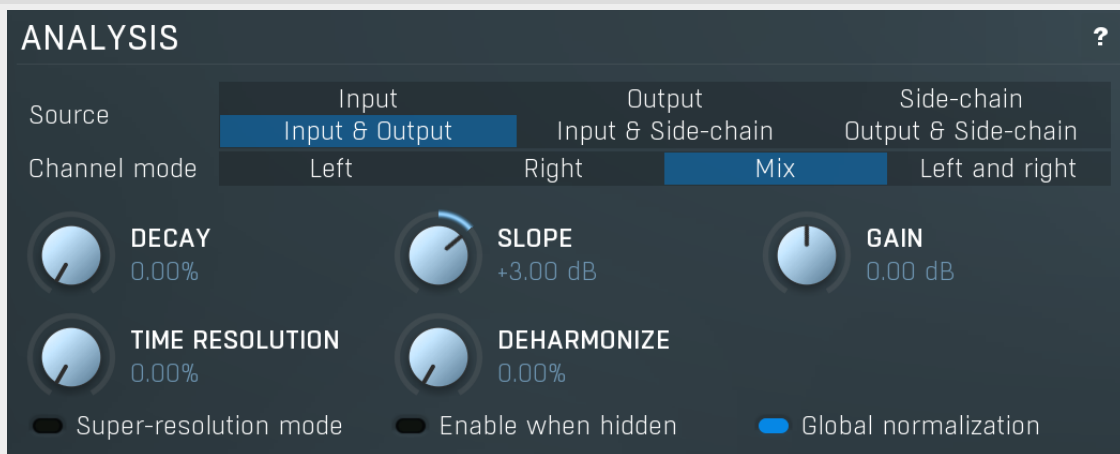 ANALYSIS ?
Source
Input Output Side-chain
Input & Output Input & Side-chain Output & Side-chain
Channel mode Left Right Mix Left and right
DECAY SLOPE GAIN
0.00% +3.00 dB 0.00 dB
TIME RESOLUTION DEHARMONIZE
0.00% 0.00%
Super-resolution mode Enable when hidden Global normalization